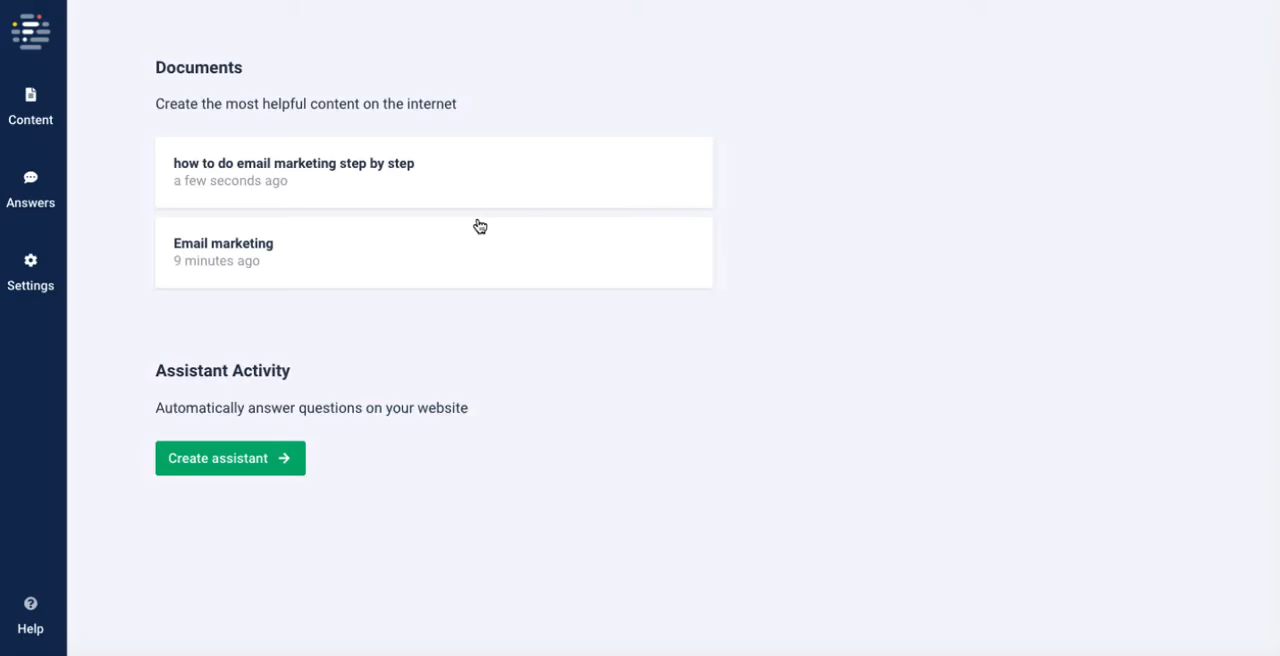 Content
Answers
Settings
Help
Documents
Create the most helpful content on the internet
how to do email marketing step by step
a few seconds ago
Email marketing
9 minutes ago
Assistant Activity
Automatically answer questions on your website
Create assistant